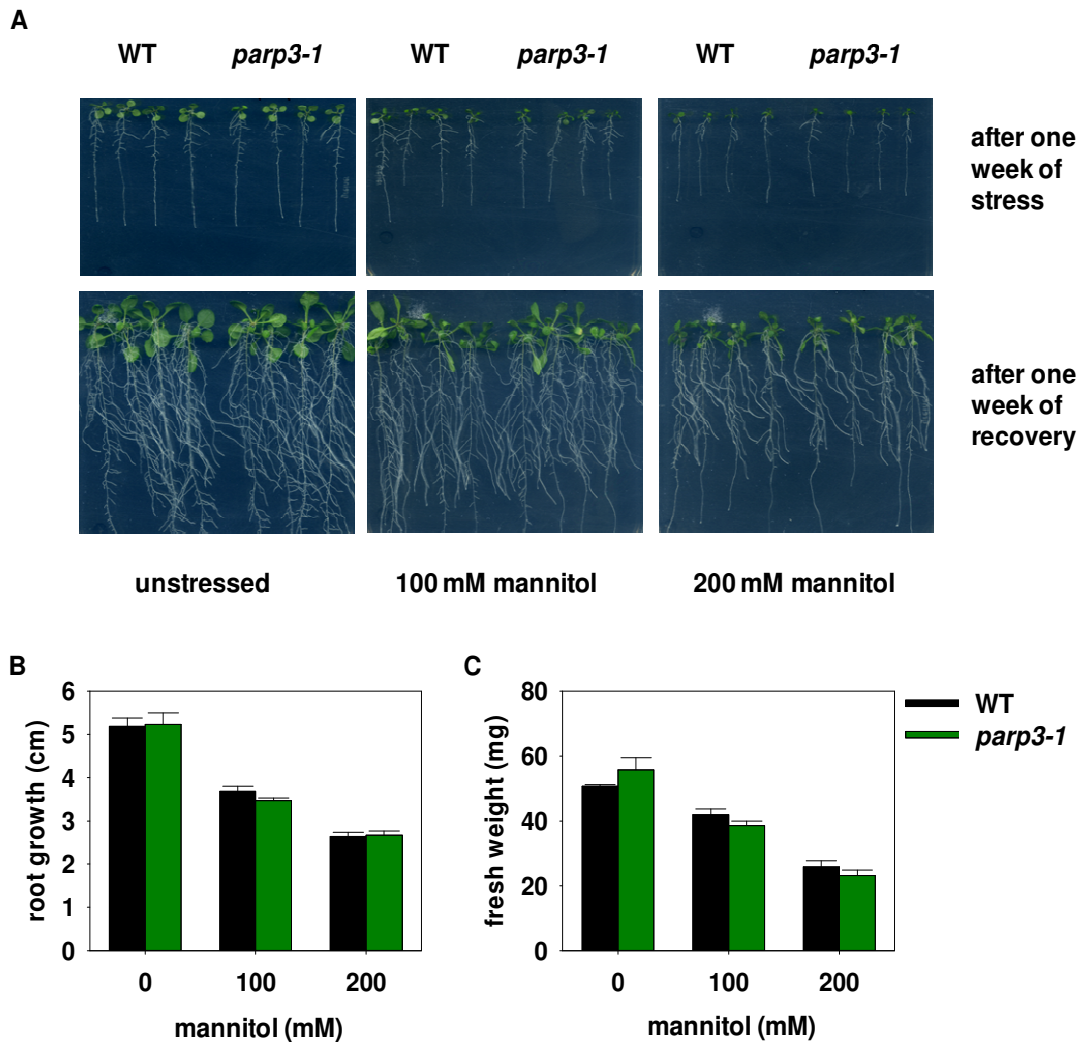 A
WT parp3-1 WT parp3-1 WT parp3-1
after one
week of
stress
after one
week of
recovery
unstressed 100 mM mannitol 200 mM mannitol
B
root growth (cm)
6
5
4
3
2
1
0
0 100 200
mannitol (mM)
C
fresh weight (mg)
80
60
40
20
0
0 100 200
mannitol (mM)
WT
parp3-1